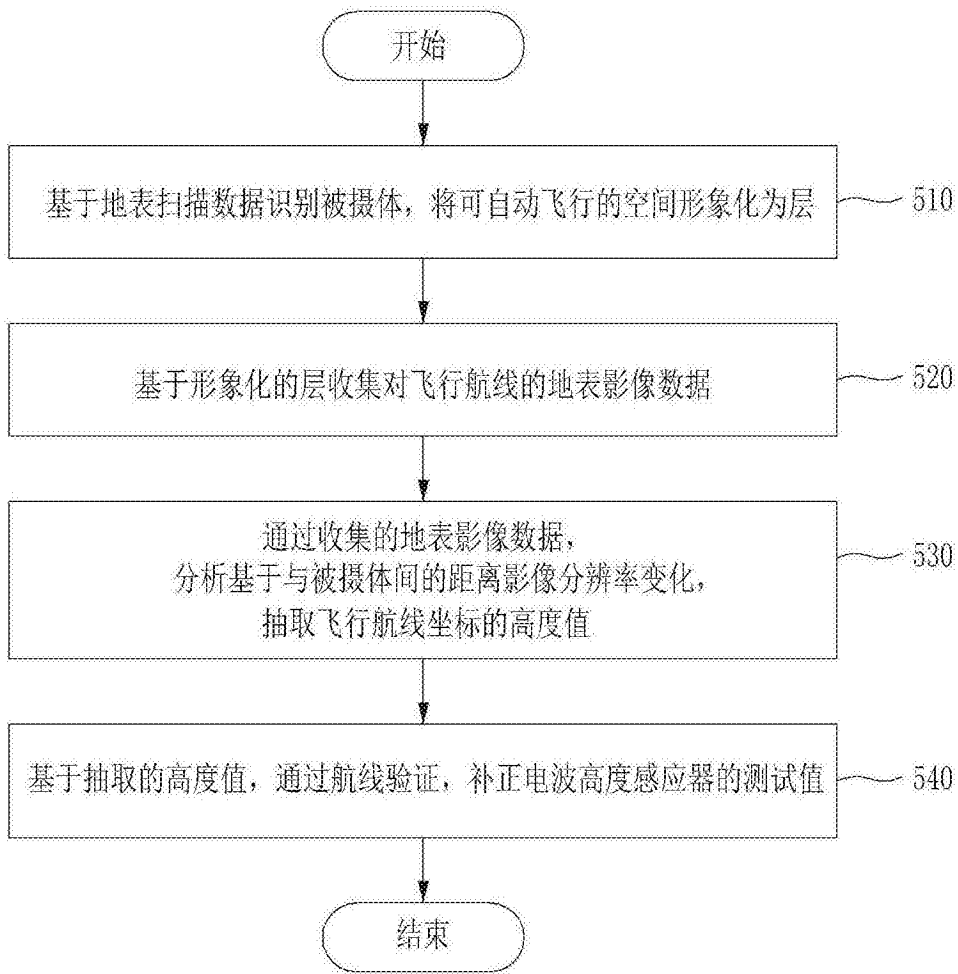 开始
基于地表扫描数据识别被摄体，将可自动飞行的空间形象化为层
510
基于形象化的层收集对飞行航线的地表影像数据
520
通过收集的地表影像数据，
分析基于与被摄体间的距离影像分辨率变化，
抽取飞行航线坐标的高度值
530
基于抽取的高度值，通过航线验证，补正电波高度感应器的测试值
540
结束